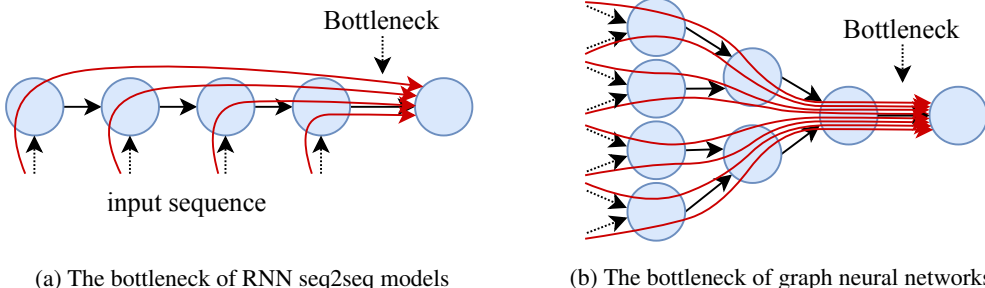 Bottleneck
input sequence
(a) The bottleneck of RNN seq2seq models
Bottleneck
(b) The bottleneck of graph neural networks